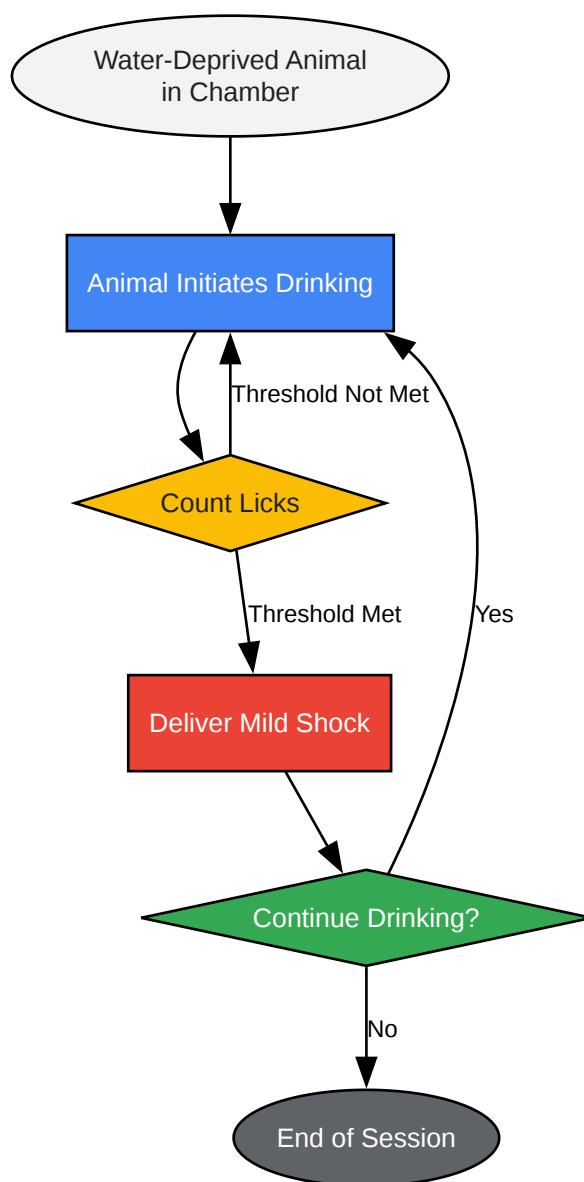 Water-Deprived Animal
in Chamber
Animal Initiates Drinking
Threshold Not Met
Count Licks
Threshold Met
Yes
Deliver Mild Shock
Continue Drinking?
No
End of Session